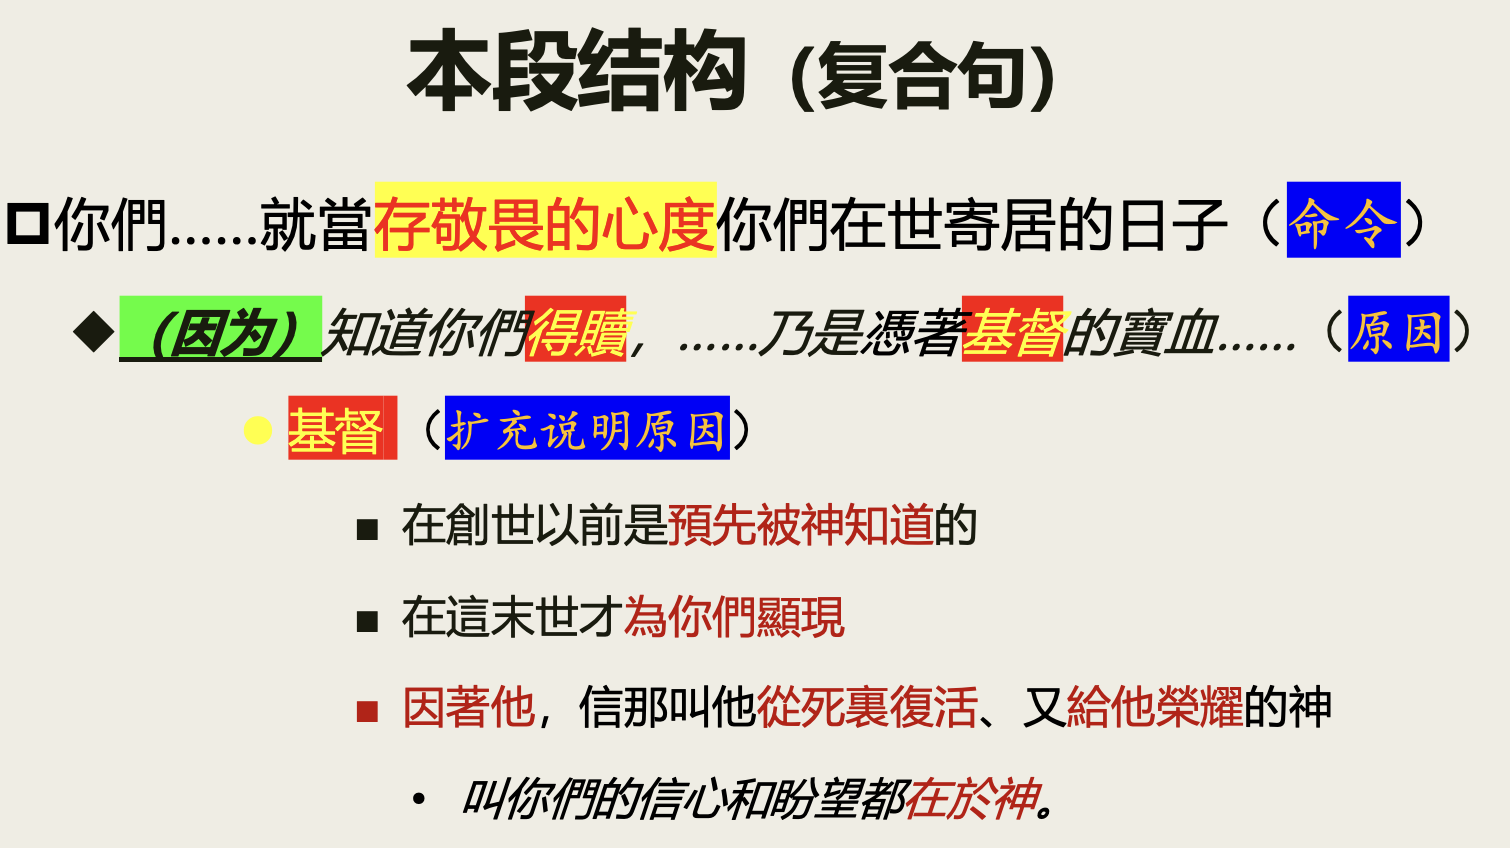 本段结构（复合句）
你們……就當存敬畏的心度你們在世寄居的日子（命令）
（因为）知道你們得贖，……乃是憑著基督的寶血……（原因）
基督（扩充说明原因）
在創世以前是預先被神知道的
在這末世才為你們顯現
因著他，信那叫他從死裏復活、又給他榮耀的神
叫你們的信心和盼望都在於神。